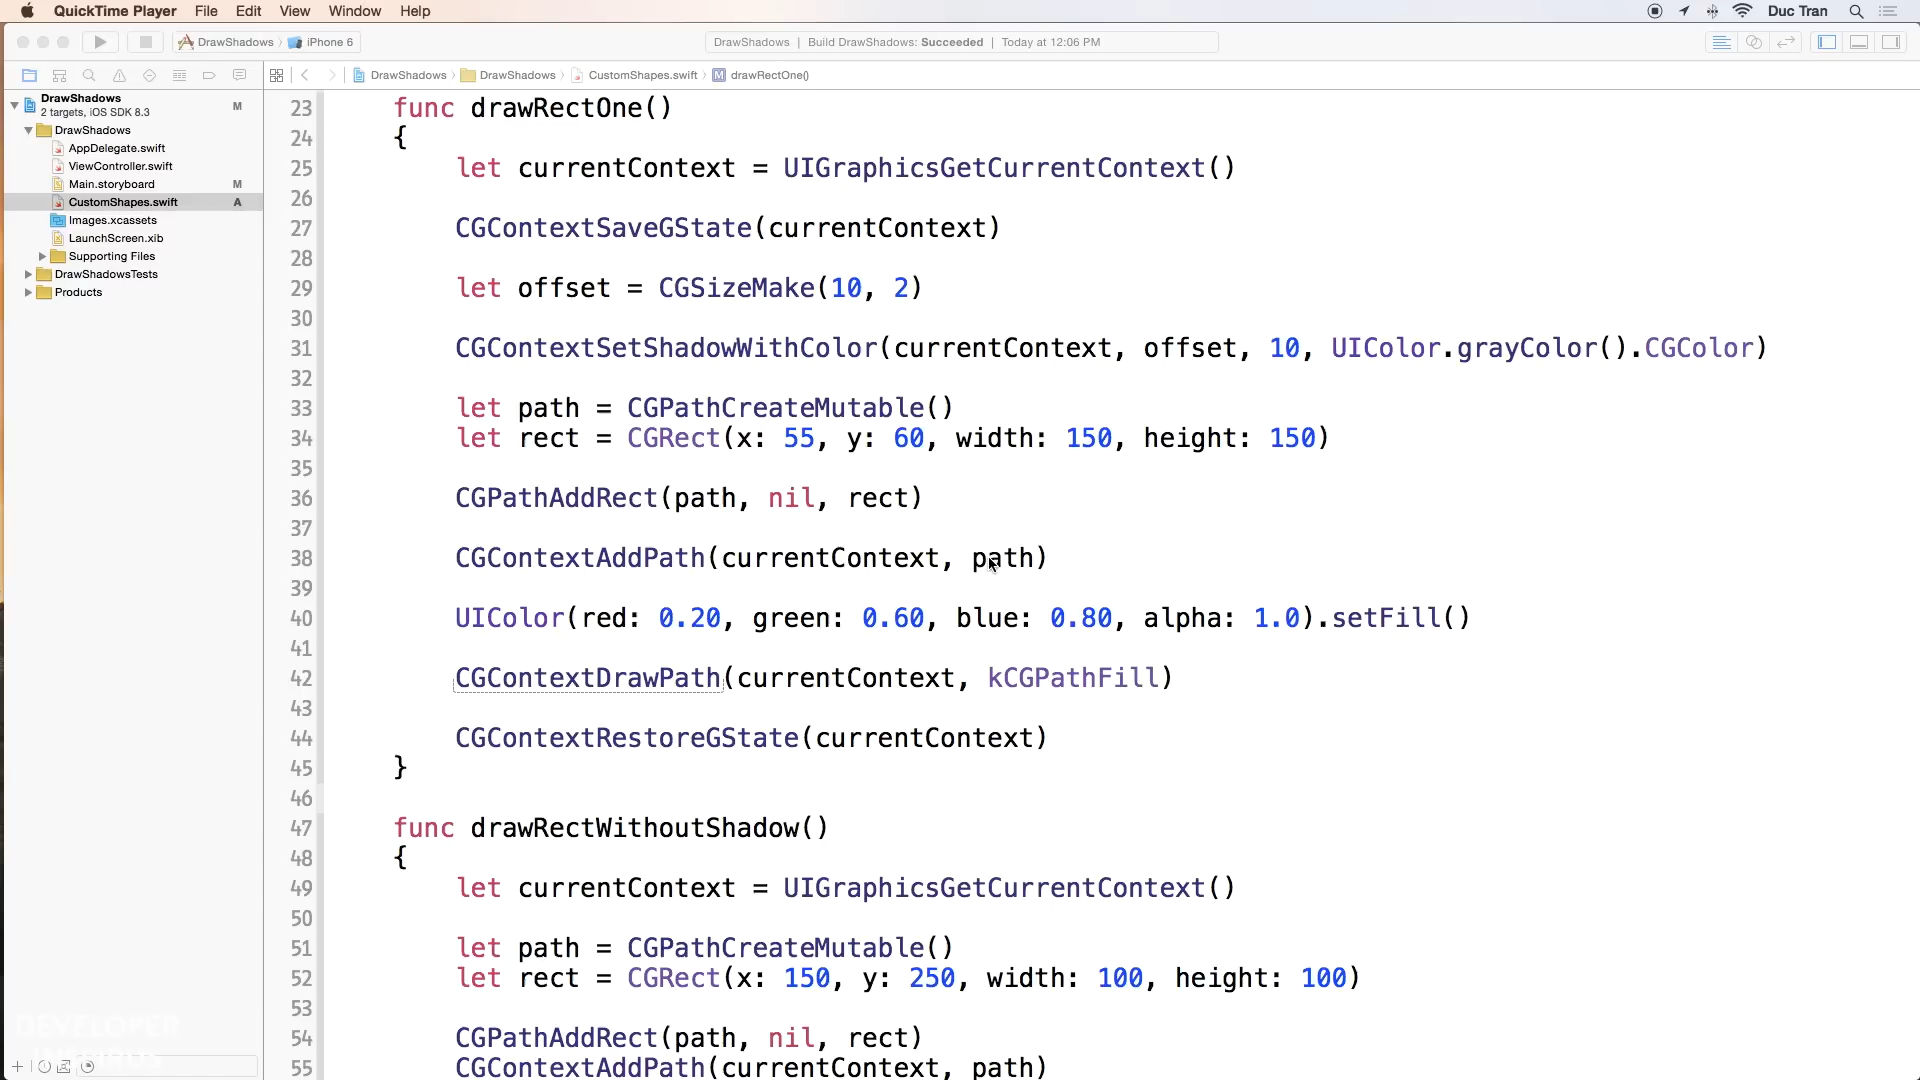 QuickTime Player File Edit View Window Help Duc Tran
DrawShadows iPhone 6 DrawShadows | Build DrawShadows: Succeeded | Today at 12:06 PM
DrawShadows DrawShadows CustomShapes.swift M drawRectOne()
DrawShadows M
2 targets, iOS SDK 8.3
DrawShadows
AppDelegate.swift
ViewController.swift
Main.storyboard M
CustomShapes.swift A
Images.xcassets
LaunchScreen.xib
Supporting Files
DrawShadowsTests
Products
23 func drawRectOne()
24 {
25 let currentContext = UIGraphicsGetCurrentContext()
26
27 CGContextSaveGState(currentContext)
28
29 let offset = CGSizeMake(10, 2)
30
31 CGContextSetShadowWithColor(currentContext, offset, 10, UIColor.grayColor().CGColor)
32
33 let path = CGPathCreateMutable()
34 let rect = CGRect(x: 55, y: 60, width: 150, height: 150)
35
36 CGPathAddRect(path, nil, rect)
37
38 CGContextAddPath(currentContext, path)
39
40 UIColor(red: 0.20, green: 0.60, blue: 0.80, alpha: 1.0).setFill()
41
42 CGContextDrawPath(currentContext, kCGPathFill)
43
44 CGContextRestoreGState(currentContext)
45 }
46
47 func drawRectWithoutShadow()
48 {
49 let currentContext = UIGraphicsGetCurrentContext()
50
51 let path = CGPathCreateMutable()
52 let rect = CGRect(x: 150, y: 250, width: 100, height: 100)
53
54 CGPathAddRect(path, nil, rect)
55 CGContextAddPath(currentContext, path)
DEVELOPER